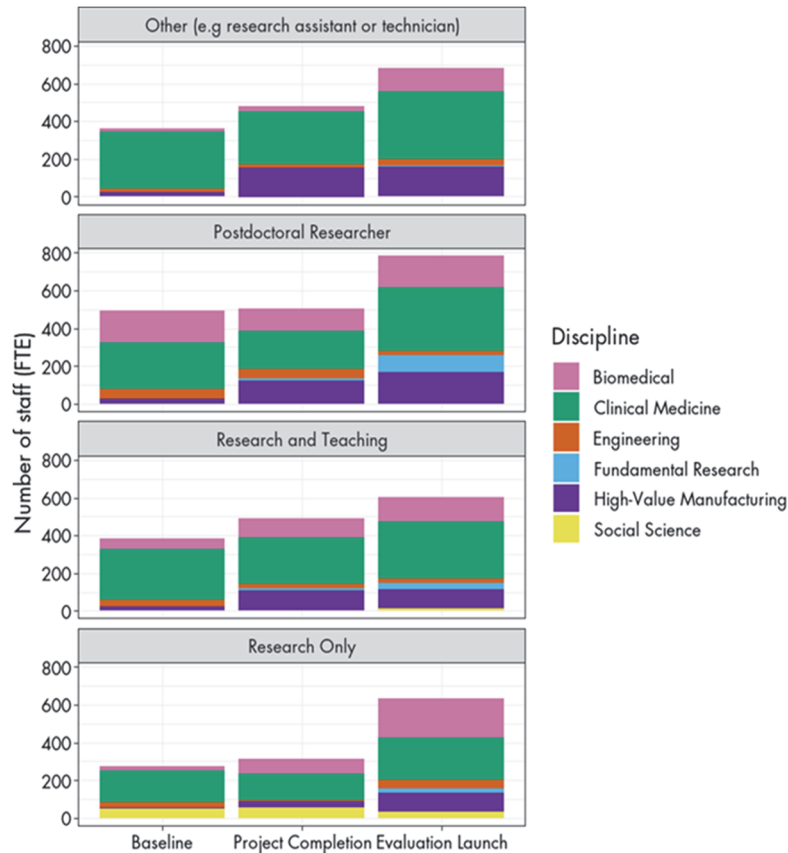 Other (e.g research assistant or technician)
800
600
400
200
0
Postdoctoral Researcher
800
600
400
200
0
Research and Teaching
800
600
400
200
0
Research Only
800
600
400
200
0
Number of staff (FTE)
Baseline
Project Completion
Evaluation Launch
Discipline
Biomedical
Clinical Medicine
Engineering
Fundamental Research
High-Value Manufacturing
Social Science